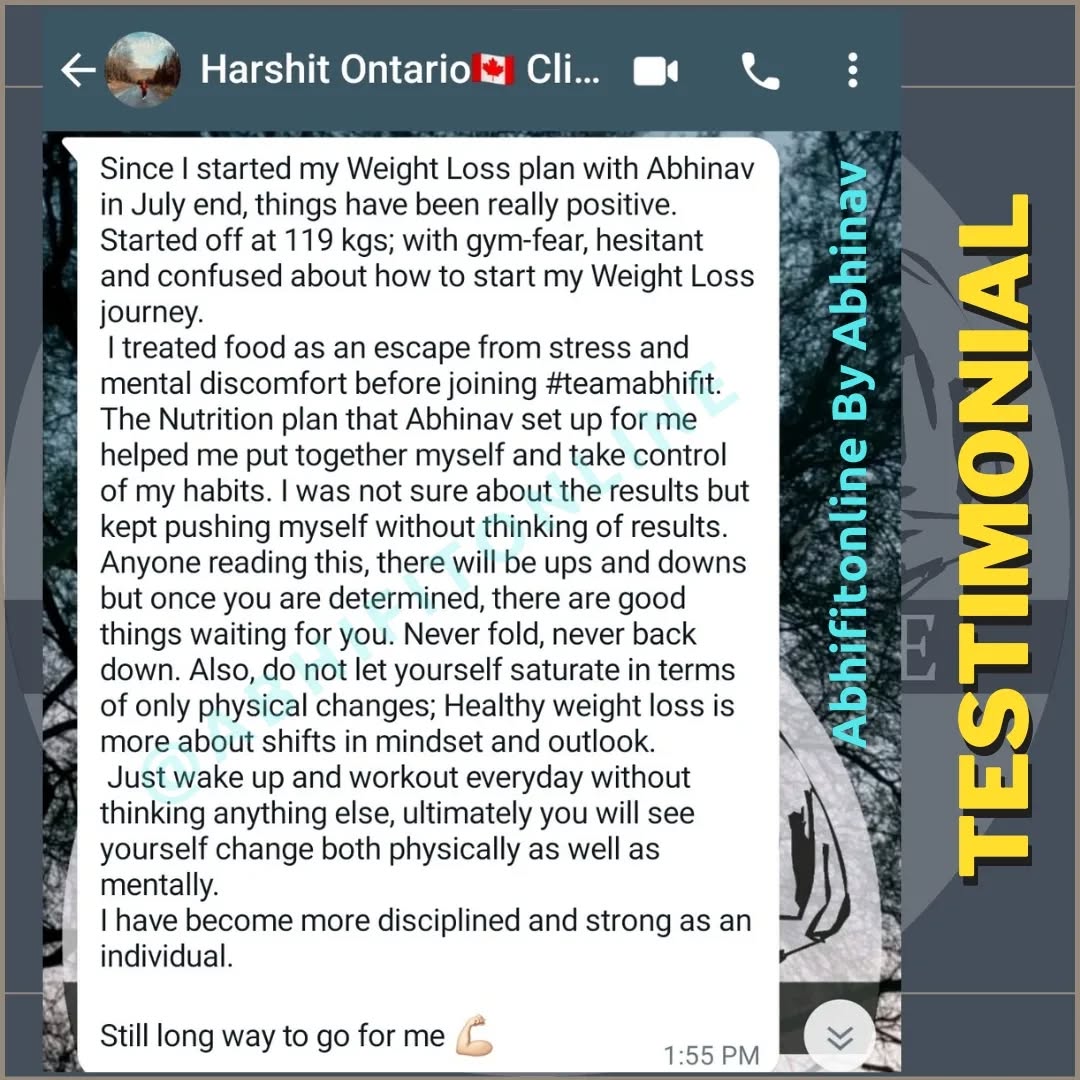 Harshit Ontario🇨🇦 Cli...
Since I started my Weight Loss plan with Abhinav
in July end, things have been really positive.
Started off at 119 kgs; with gym-fear, hesitant
and confused about how to start my Weight Loss
journey.
I treated food as an escape from stress and
mental discomfort before joining #teamabhifit.
The Nutrition plan that Abhinav set up for me
helped me put together myself and take control
of my habits. I was not sure about the results but
kept pushing myself without thinking of results.
Anyone reading this, there will be ups and downs
but once you are determined, there are good
things waiting for you. Never fold, never back
down. Also, do not let yourself saturate in terms
of only physical changes; Healthy weight loss is
more about shifts in mindset and outlook.
Just wake up and workout everyday without
thinking anything else, ultimately you will see
yourself change both physically as well as
mentally.
I have become more disciplined and strong as an
individual.
Still long way to go for me 💪🏻
1:55 PM
@ABHIFITONLINE
Abhifitonline By Abhinav
TESTIMONIAL
E